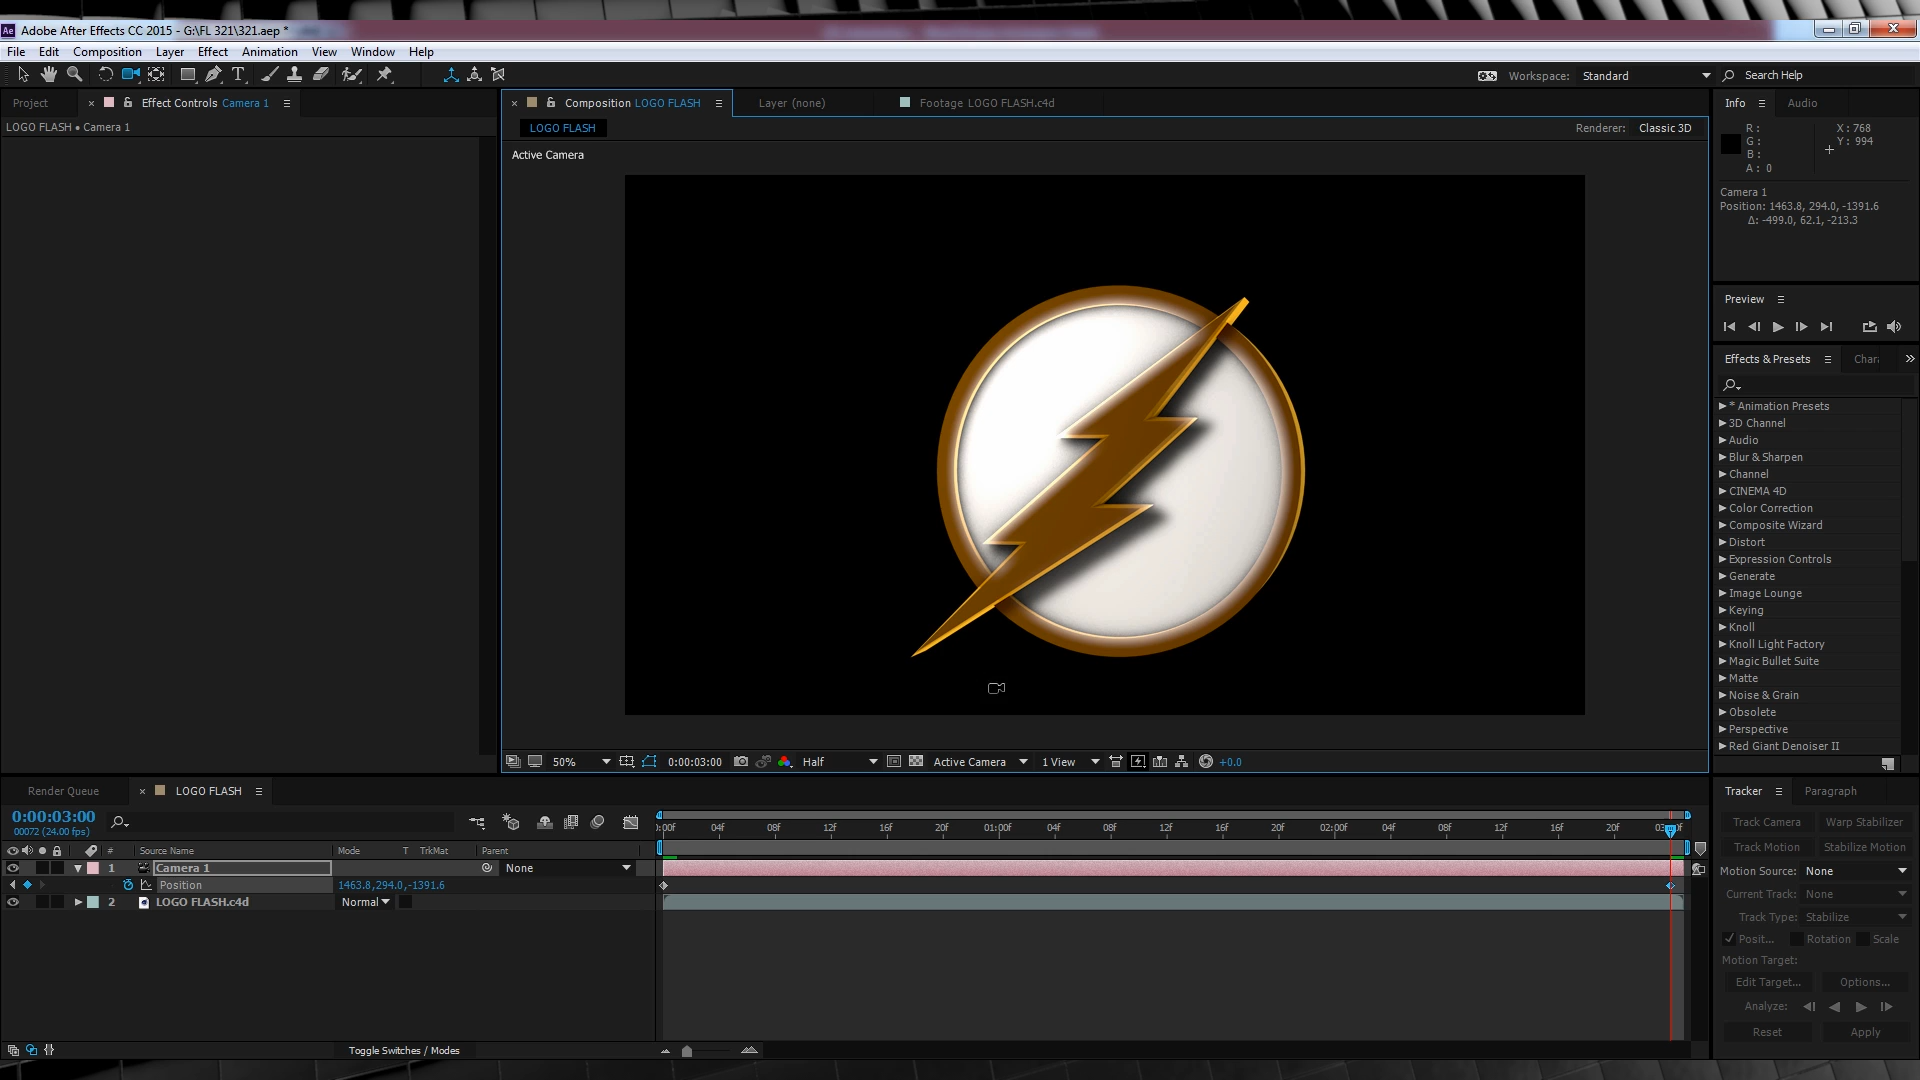 Ae Adobe After Effects CC 2015 - G:\FL 321\321.aep *
File Edit Composition Layer Effect Animation View Window Help
T Workspace: Standard Search Help
Project × Effect Controls Camera 1
LOGO FLASH • Camera 1
× Composition LOGO FLASH Layer (none) Footage LOGO FLASH.c4d
LOGO FLASH Renderer: Classic 3D
Active Camera
50% 0:00:03:00 Half Active Camera 1 View +0.0
Info Audio
R : X : 768
G : Y : 994
B :
A : 0
Camera 1
Position: 1463.8, 294.0, -1391.6
Δ: -499.0, 62.1, -213.3
Preview
Effects & Presets Chara
* Animation Presets
3D Channel
Audio
Blur & Sharpen
Channel
CINEMA 4D
Color Correction
Composite Wizard
Distort
Expression Controls
Generate
Image Lounge
Keying
Knoll
Knoll Light Factory
Magic Bullet Suite
Matte
Noise & Grain
Obsolete
Perspective
Red Giant Denoiser II
Render Queue × LOGO FLASH
0:00:03:00
00072 (24.00 fps)
# Source Name Mode T TrkMat Parent
:00f 04f 08f 12f 16f 20f 01:00f 04f 08f 12f 16f 20f 02:00f 04f 08f 12f 16f 20f
1 Camera 1 None
Position 1463.8,294.0,-1391.6
2 LOGO FLASH.c4d Normal
Toggle Switches / Modes
Tracker Paragraph
Track Camera Warp Stabilizer
Track Motion Stabilize Motion
Motion Source: None
Current Track: None
Track Type: Stabilize
Posit... Rotation Scale
Motion Target:
Edit Target... Options...
Analyze:
Reset Apply